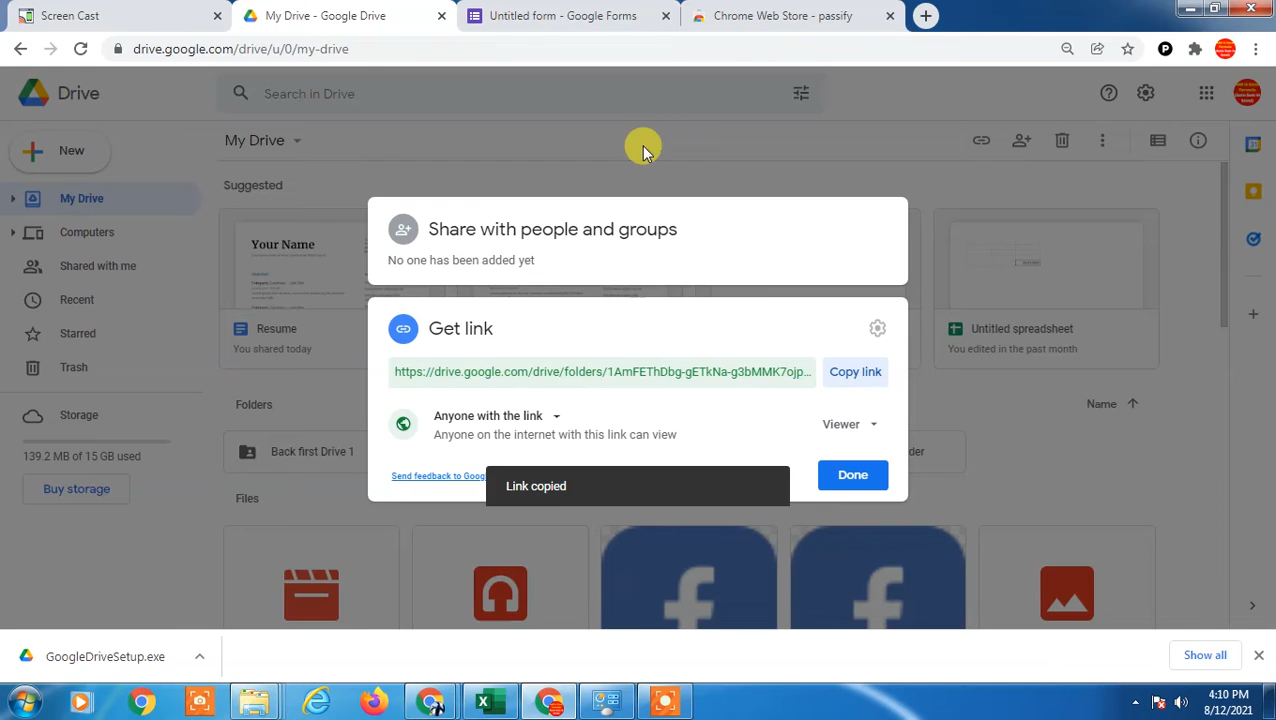 Screen Cast
My Drive - Google Drive
Untitled form - Google Forms
Chrome Web Store - passify
drive.google.com/drive/u/0/my-drive
P
Drive
Search in Drive
My Drive
New
My Drive
Computers
Shared with me
Recent
Starred
Trash
Storage
139.2 MB of 15 GB used
Buy storage
Suggested
Your Name
Resume
You shared today
Untitled spreadsheet
You edited in the past month
Folders
Name
Back first Drive 1
der
Files
Share with people and groups
No one has been added yet
Get link
https://drive.google.com/drive/folders/1AmFEThDbg-gETkNa-g3bMMK7ojp...
Copy link
Anyone with the link
Anyone on the internet with this link can view
Viewer
Send feedback to Goog
Link copied
Done
GoogleDriveSetup.exe
Show all
4:10 PM
8/12/2021